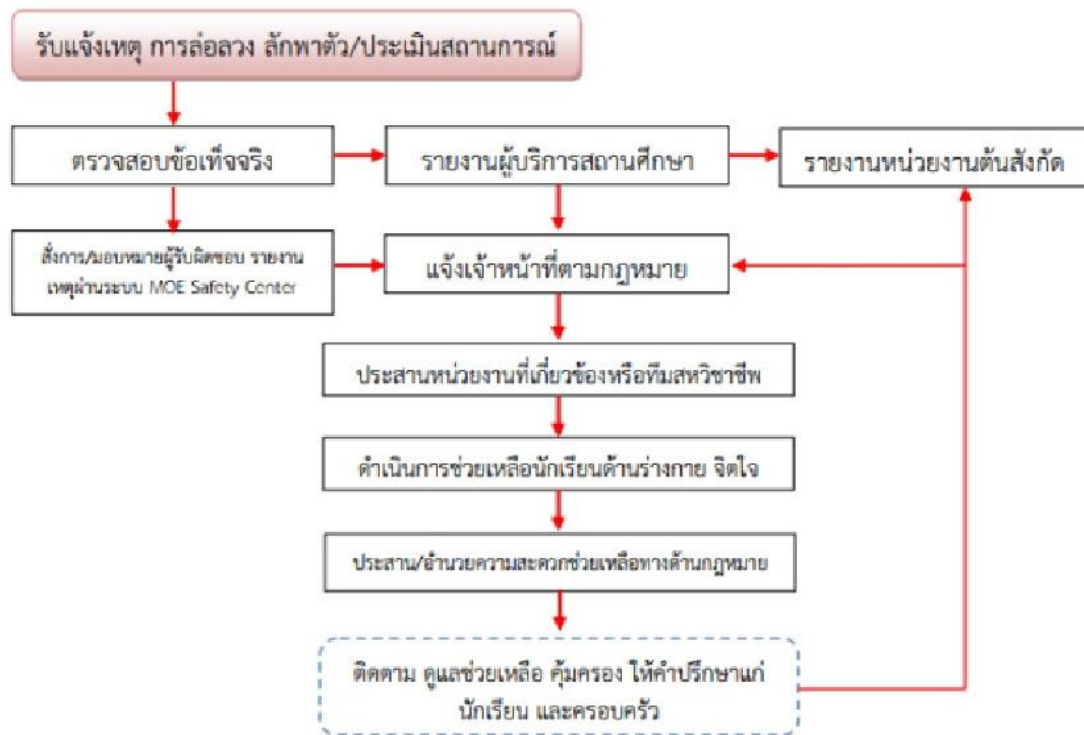 รับแจ้งเหตุ การล่อลวง ลักพาตัว/ประเมินสถานการณ์
ตรวจสอบข้อเท็จจริง
รายงานผู้บริการสถานศึกษา
รายงานหน่วยงานต้นสังกัด
สั่งการ/มอบหมายผู้รับผิดชอบ รายงาน
เหตุผ่านระบบ MOE Safety Center
แจ้งเจ้าหน้าที่ตามกฎหมาย
ประสานหน่วยงานที่เกี่ยวข้องหรือทีมสหวิชาชีพ
ดำเนินการช่วยเหลือนักเรียนด้านร่างกาย จิตใจ
ประสาน/อำนวยความสะดวกช่วยเหลือทางด้านกฎหมาย
ติดตาม ดูแลช่วยเหลือ คุ้มครอง ให้คำปรึกษาแก่
นักเรียน และครอบครัว